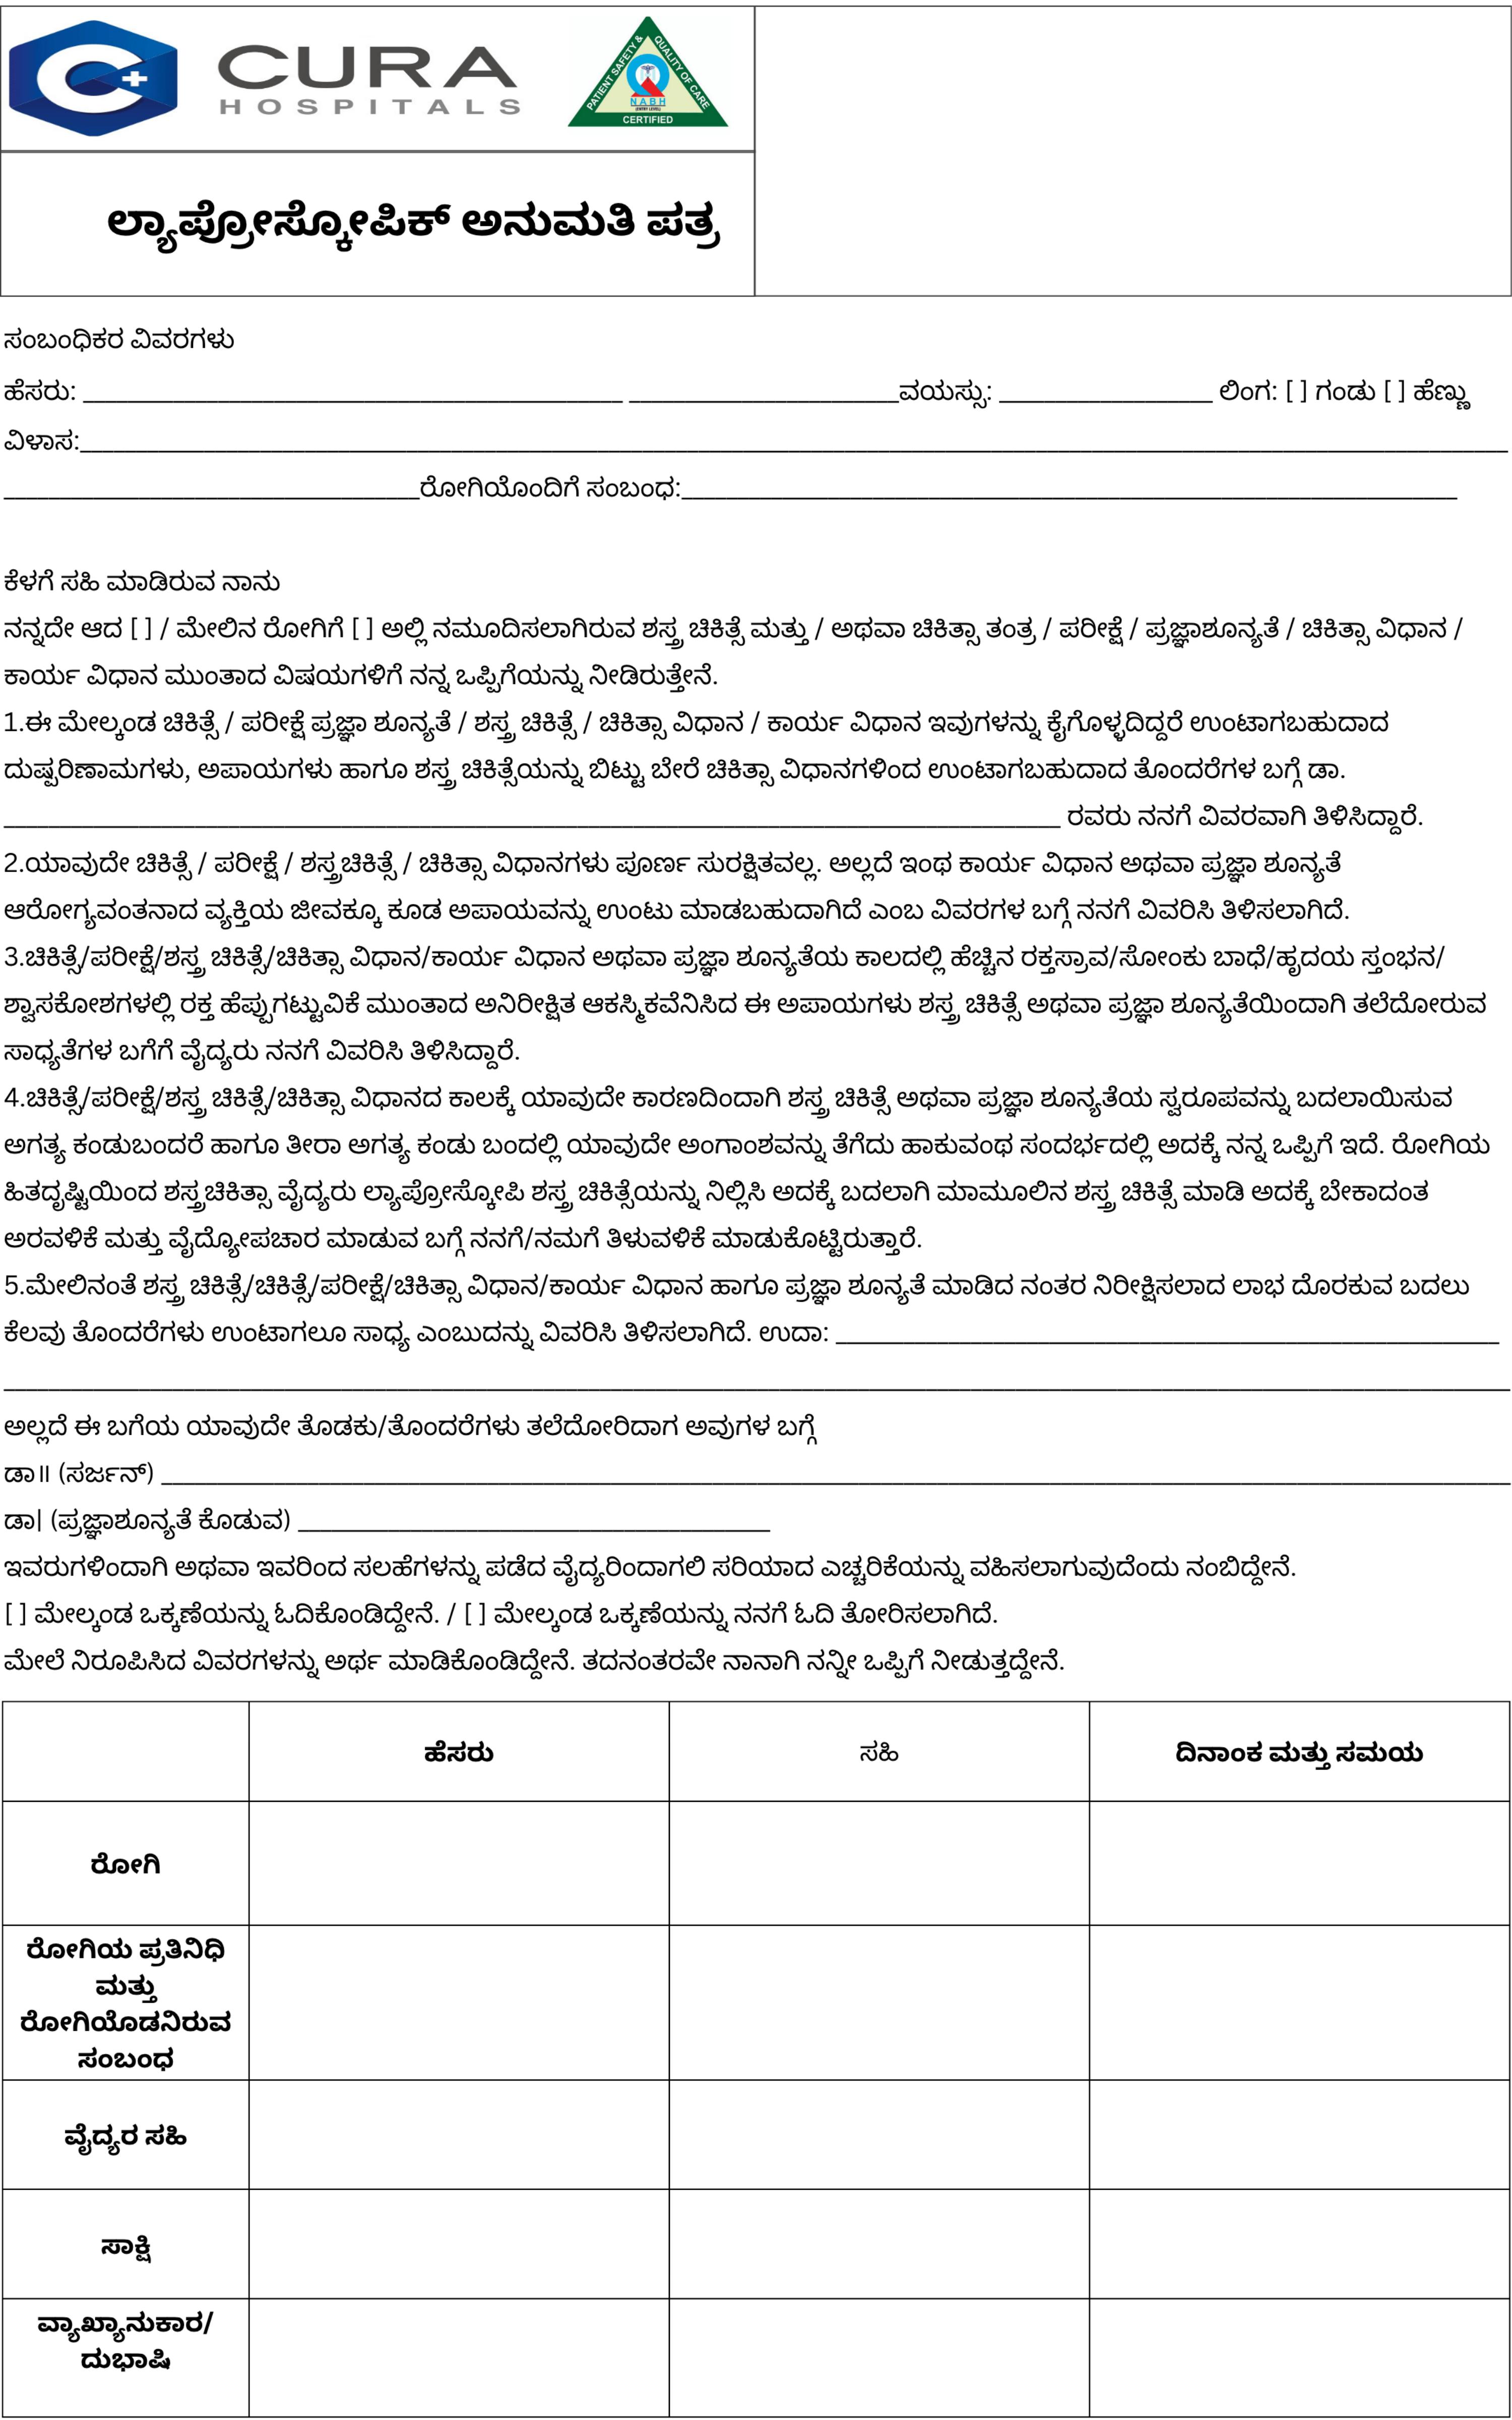 CURA
HOSPITALS
PATIENT SAFETY & QUALITY OF CARE
NABH
(ENTRY LEVEL)
CERTIFIED
ಲ್ಯಾಪ್ರೋಸ್ಕೋಪಿಕ್ ಅನುಮತಿ ಪತ್ರ
ಸಂಬಂಧಿಕರ ವಿವರಗಳು
ಹೆಸರು: ______________________________ _______________ವಯಸ್ಸು: ____________ ಲಿಂಗ: [ ] ಗಂಡು [ ] ಹೆಣ್ಣು
ವಿಳಾಸ:________________________________________
_______________________ರೋಗಿಯೊಂದಿಗೆ ಸಂಬಂಧ:________________________________________
ಕೆಳಗೆ ಸಹಿ ಮಾಡಿರುವ ನಾನು
ನನ್ನದೇ ಆದ [ ] / ಮೇಲಿನ ರೋಗಿಗೆ [ ] ಅಲ್ಲಿ ನಮೂದಿಸಲಾಗಿರುವ ಶಸ್ತ್ರ ಚಿಕಿತ್ಸೆ ಮತ್ತು / ಅಥವಾ ಚಿಕಿತ್ಸಾ ತಂತ್ರ / ಪರೀಕ್ಷೆ / ಪ್ರಜ್ಞಾಶೂನ್ಯತೆ / ಚಿಕಿತ್ಸಾ ವಿಧಾನ /
ಕಾರ್ಯ ವಿಧಾನ ಮುಂತಾದ ವಿಷಯಗಳಿಗೆ ನನ್ನ ಒಪ್ಪಿಗೆಯನ್ನು ನೀಡಿರುತ್ತೇನೆ.
1.ಈ ಮೇಲ್ಕಂಡ ಚಿಕಿತ್ಸೆ / ಪರೀಕ್ಷೆ ಪ್ರಜ್ಞಾ ಶೂನ್ಯತೆ / ಶಸ್ತ್ರ ಚಿಕಿತ್ಸೆ / ಚಿಕಿತ್ಸಾ ವಿಧಾನ / ಕಾರ್ಯ ವಿಧಾನ ಇವುಗಳನ್ನು ಕೈಗೊಳ್ಳದಿದ್ದರೆ ಉಂಟಾಗಬಹುದಾದ
ದುಷ್ಪರಿಣಾಮಗಳು, ಅಪಾಯಗಳು ಹಾಗೂ ಶಸ್ತ್ರ ಚಿಕಿತ್ಸೆಯನ್ನು ಬಿಟ್ಟು ಬೇರೆ ಚಿಕಿತ್ಸಾ ವಿಧಾನಗಳಿಂದ ಉಂಟಾಗಬಹುದಾದ ತೊಂದರೆಗಳ ಬಗ್ಗೆ ಡಾ.
________________________________________ ರವರು ನನಗೆ ವಿವರವಾಗಿ ತಿಳಿಸಿದ್ದಾರೆ.
2.ಯಾವುದೇ ಚಿಕಿತ್ಸೆ / ಪರೀಕ್ಷೆ / ಶಸ್ತ್ರಚಿಕಿತ್ಸೆ / ಚಿಕಿತ್ಸಾ ವಿಧಾನಗಳು ಪೂರ್ಣ ಸುರಕ್ಷಿತವಲ್ಲ. ಅಲ್ಲದೆ ಇಂಥ ಕಾರ್ಯ ವಿಧಾನ ಅಥವಾ ಪ್ರಜ್ಞಾ ಶೂನ್ಯತೆ
ಆರೋಗ್ಯವಂತನಾದ ವ್ಯಕ್ತಿಯ ಜೀವಕ್ಕೂ ಕೂಡ ಅಪಾಯವನ್ನು ಉಂಟು ಮಾಡಬಹುದಾಗಿದೆ ಎಂಬ ವಿವರಗಳ ಬಗ್ಗೆ ನನಗೆ ವಿವರಿಸಿ ತಿಳಿಸಲಾಗಿದೆ.
3.ಚಿಕಿತ್ಸೆ/ಪರೀಕ್ಷೆ/ಶಸ್ತ್ರ ಚಿಕಿತ್ಸೆ/ಚಿಕಿತ್ಸಾ ವಿಧಾನ/ಕಾರ್ಯ ವಿಧಾನ ಅಥವಾ ಪ್ರಜ್ಞಾ ಶೂನ್ಯತೆಯ ಕಾಲದಲ್ಲಿ ಹೆಚ್ಚಿನ ರಕ್ತಸ್ರಾವ/ಸೋಂಕು ಬಾಧೆ/ಹೃದಯ ಸ್ತಂಭನ/
ಶ್ವಾಸಕೋಶಗಳಲ್ಲಿ ರಕ್ತ ಹೆಪ್ಪುಗಟ್ಟುವಿಕೆ ಮುಂತಾದ ಅನಿರೀಕ್ಷಿತ ಆಕಸ್ಮಿಕವೆನಿಸಿದ ಈ ಅಪಾಯಗಳು ಶಸ್ತ್ರ ಚಿಕಿತ್ಸೆ ಅಥವಾ ಪ್ರಜ್ಞಾ ಶೂನ್ಯತೆಯಿಂದಾಗಿ ತಲೆದೋರುವ
ಸಾಧ್ಯತೆಗಳ ಬಗೆಗೆ ವೈದ್ಯರು ನನಗೆ ವಿವರಿಸಿ ತಿಳಿಸಿದ್ದಾರೆ.
4.ಚಿಕಿತ್ಸೆ/ಪರೀಕ್ಷೆ/ಶಸ್ತ್ರ ಚಿಕಿತ್ಸೆ/ಚಿಕಿತ್ಸಾ ವಿಧಾನದ ಕಾಲಕ್ಕೆ ಯಾವುದೇ ಕಾರಣದಿಂದಾಗಿ ಶಸ್ತ್ರ ಚಿಕಿತ್ಸೆ ಅಥವಾ ಪ್ರಜ್ಞಾ ಶೂನ್ಯತೆಯ ಸ್ವರೂಪವನ್ನು ಬದಲಾಯಿಸುವ
ಅಗತ್ಯ ಕಂಡುಬಂದರೆ ಹಾಗೂ ತೀರಾ ಅಗತ್ಯ ಕಂಡು ಬಂದಲ್ಲಿ ಯಾವುದೇ ಅಂಗಾಂಶವನ್ನು ತೆಗೆದು ಹಾಕುವಂಥ ಸಂದರ್ಭದಲ್ಲಿ ಅದಕ್ಕೆ ನನ್ನ ಒಪ್ಪಿಗೆ ಇದೆ. ರೋಗಿಯ
ಹಿತದೃಷ್ಟಿಯಿಂದ ಶಸ್ತ್ರಚಿಕಿತ್ಸಾ ವೈದ್ಯರು ಲ್ಯಾಪ್ರೋಸ್ಕೋಪಿ ಶಸ್ತ್ರ ಚಿಕಿತ್ಸೆಯನ್ನು ನಿಲ್ಲಿಸಿ ಅದಕ್ಕೆ ಬದಲಾಗಿ ಮಾಮೂಲಿನ ಶಸ್ತ್ರ ಚಿಕಿತ್ಸೆ ಮಾಡಿ ಅದಕ್ಕೆ ಬೇಕಾದಂತ
ಅರವಳಿಕೆ ಮತ್ತು ವೈದ್ಯೋಪಚಾರ ಮಾಡುವ ಬಗ್ಗೆ ನನಗೆ/ನಮಗೆ ತಿಳುವಳಿಕೆ ಮಾಡುಕೊಟ್ಟಿರುತ್ತಾರೆ.
5.ಮೇಲಿನಂತೆ ಶಸ್ತ್ರ ಚಿಕಿತ್ಸೆ/ಚಿಕಿತ್ಸೆ/ಪರೀಕ್ಷೆ/ಚಿಕಿತ್ಸಾ ವಿಧಾನ/ಕಾರ್ಯ ವಿಧಾನ ಹಾಗೂ ಪ್ರಜ್ಞಾ ಶೂನ್ಯತೆ ಮಾಡಿದ ನಂತರ ನಿರೀಕ್ಷಿಸಲಾದ ಲಾಭ ದೊರಕುವ ಬದಲು
ಕೆಲವು ತೊಂದರೆಗಳು ಉಂಟಾಗಲೂ ಸಾಧ್ಯ ಎಂಬುದನ್ನು ವಿವರಿಸಿ ತಿಳಿಸಲಾಗಿದೆ. ಉದಾ: ________________________________________
________________________________________
ಅಲ್ಲದೆ ಈ ಬಗೆಯ ಯಾವುದೇ ತೊಡಕು/ತೊಂದರೆಗಳು ತಲೆದೋರಿದಾಗ ಅವುಗಳ ಬಗ್ಗೆ
ಡಾ॥ (ಸರ್ಜನ್) ________________________________________
ಡಾ| (ಪ್ರಜ್ಞಾಶೂನ್ಯತೆ ಕೊಡುವ) ______________________________
ಇವರುಗಳಿಂದಾಗಿ ಅಥವಾ ಇವರಿಂದ ಸಲಹೆಗಳನ್ನು ಪಡೆದ ವೈದ್ಯರಿಂದಾಗಲಿ ಸರಿಯಾದ ಎಚ್ಚರಿಕೆಯನ್ನು ವಹಿಸಲಾಗುವುದೆಂದು ನಂಬಿದ್ದೇನೆ.
[ ] ಮೇಲ್ಕಂಡ ಒಕ್ಕಣೆಯನ್ನು ಓದಿಕೊಂಡಿದ್ದೇನೆ. / [ ] ಮೇಲ್ಕಂಡ ಒಕ್ಕಣೆಯನ್ನು ನನಗೆ ಓದಿ ತೋರಿಸಲಾಗಿದೆ.
ಮೇಲೆ ನಿರೂಪಿಸಿದ ವಿವರಗಳನ್ನು ಅರ್ಥ ಮಾಡಿಕೊಂಡಿದ್ದೇನೆ. ತದನಂತರವೇ ನಾನಾಗಿ ನನ್ನೀ ಒಪ್ಪಿಗೆ ನೀಡುತ್ತದ್ದೇನೆ.
ಹೆಸರು ಸಹಿ ದಿನಾಂಕ ಮತ್ತು ಸಮಯ
ರೋಗಿ
ರೋಗಿಯ ಪ್ರತಿನಿಧಿ
ಮತ್ತು
ರೋಗಿಯೊಡನಿರುವ
ಸಂಬಂಧ
ವೈದ್ಯರ ಸಹಿ
ಸಾಕ್ಷಿ
ವ್ಯಾಖ್ಯಾನುಕಾರ/
ದುಭಾಷಿ